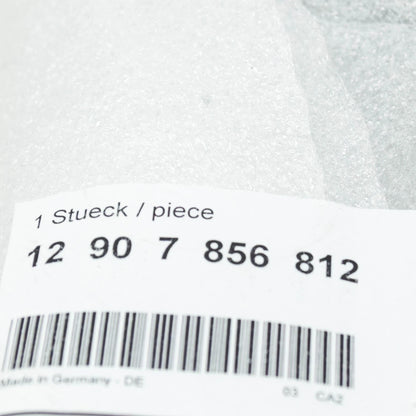 1 Stueck / piece
12 90 7 856 812
Made in Germany - DE 03 CA2